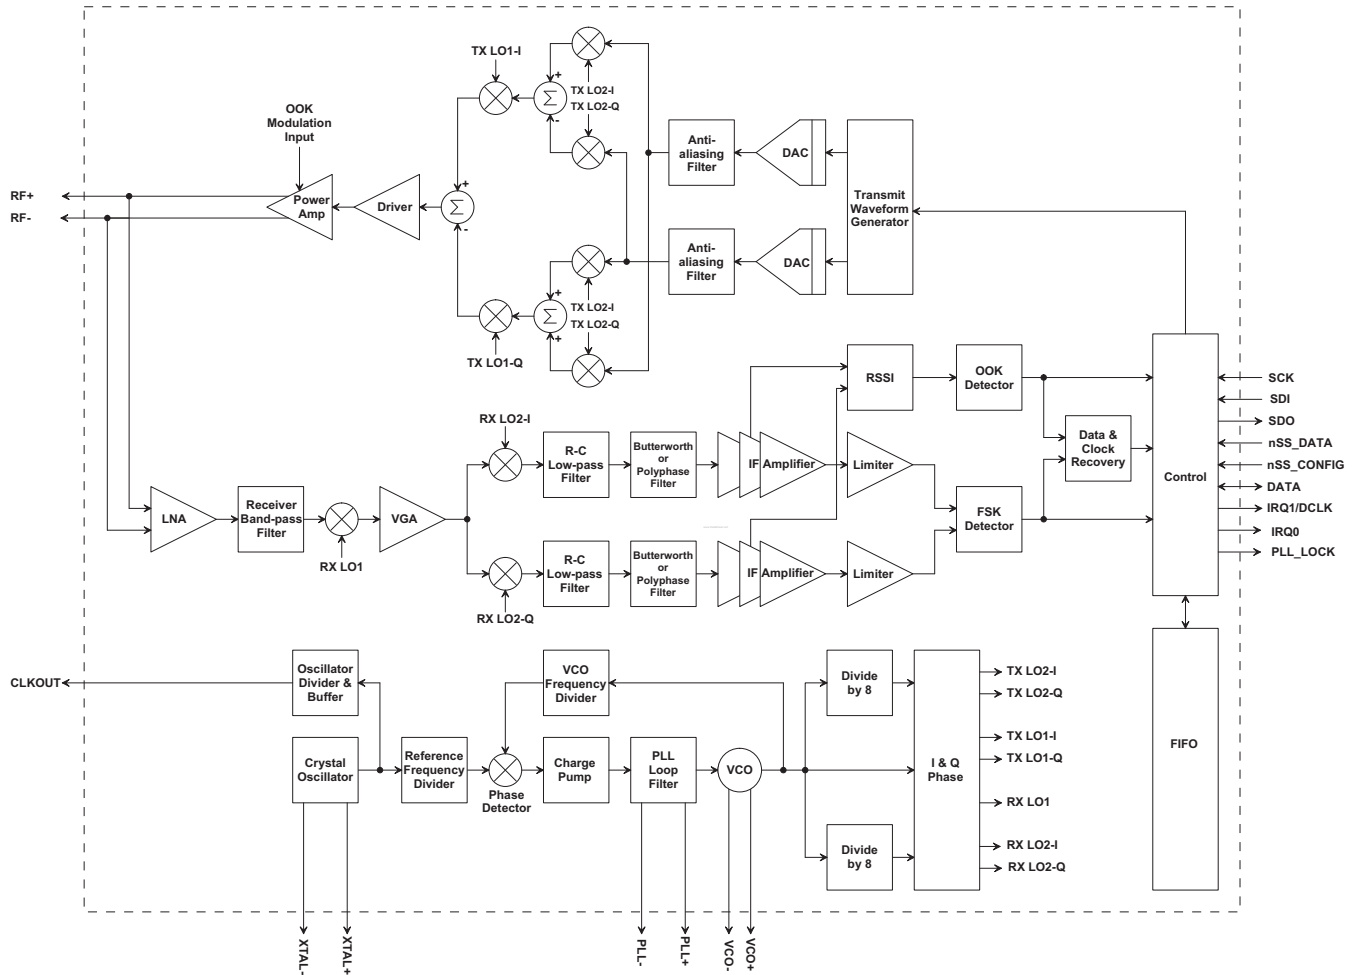 TX LO1-I
+
TX LO2-I
TX LO2-Q
Σ
-
OOK
Modulation
Input
Anti-
aliasing
Filter
DAC
RF+
RF-
Power
Amp
Driver
+
Σ
-
Transmit
Waveform
Generator
Anti-
aliasing
Filter
DAC
+
TX LO2-I
TX LO2-Q
Σ
+
TX LO1-Q
RSSI
OOK
Detector
SCK
SDI
SDO
nSS_DATA
nSS_CONFIG
DATA
IRQ1/DCLK
IRQ0
PLL_LOCK
RX LO2-I
R-C
Low-pass
Filter
Butterworth
or
Polyphase
Filter
IF Amplifier
Limiter
Data &
Clock
Recovery
Control
LNA
Receiver
Band-pass
Filter
RX LO1
VGA
FSK
Detector
R-C
Low-pass
Filter
Butterworth
or
Polyphase
Filter
IF Amplifier
Limiter
RX LO2-Q
CLKOUT
Oscillator
Divider &
Buffer
VCO
Frequency
Divider
Divide
by 8
TX LO2-I
TX LO2-Q
TX LO1-I
TX LO1-Q
RX LO1
RX LO2-I
RX LO2-Q
Crystal
Oscillator
Reference
Frequency
Divider
Phase
Detector
Charge
Pump
PLL
Loop
Filter
VCO
I & Q
Phase
FIFO
Divide
by 8
XTAL-
XTAL+
PLL-
PLL+
VCO-
VCO+